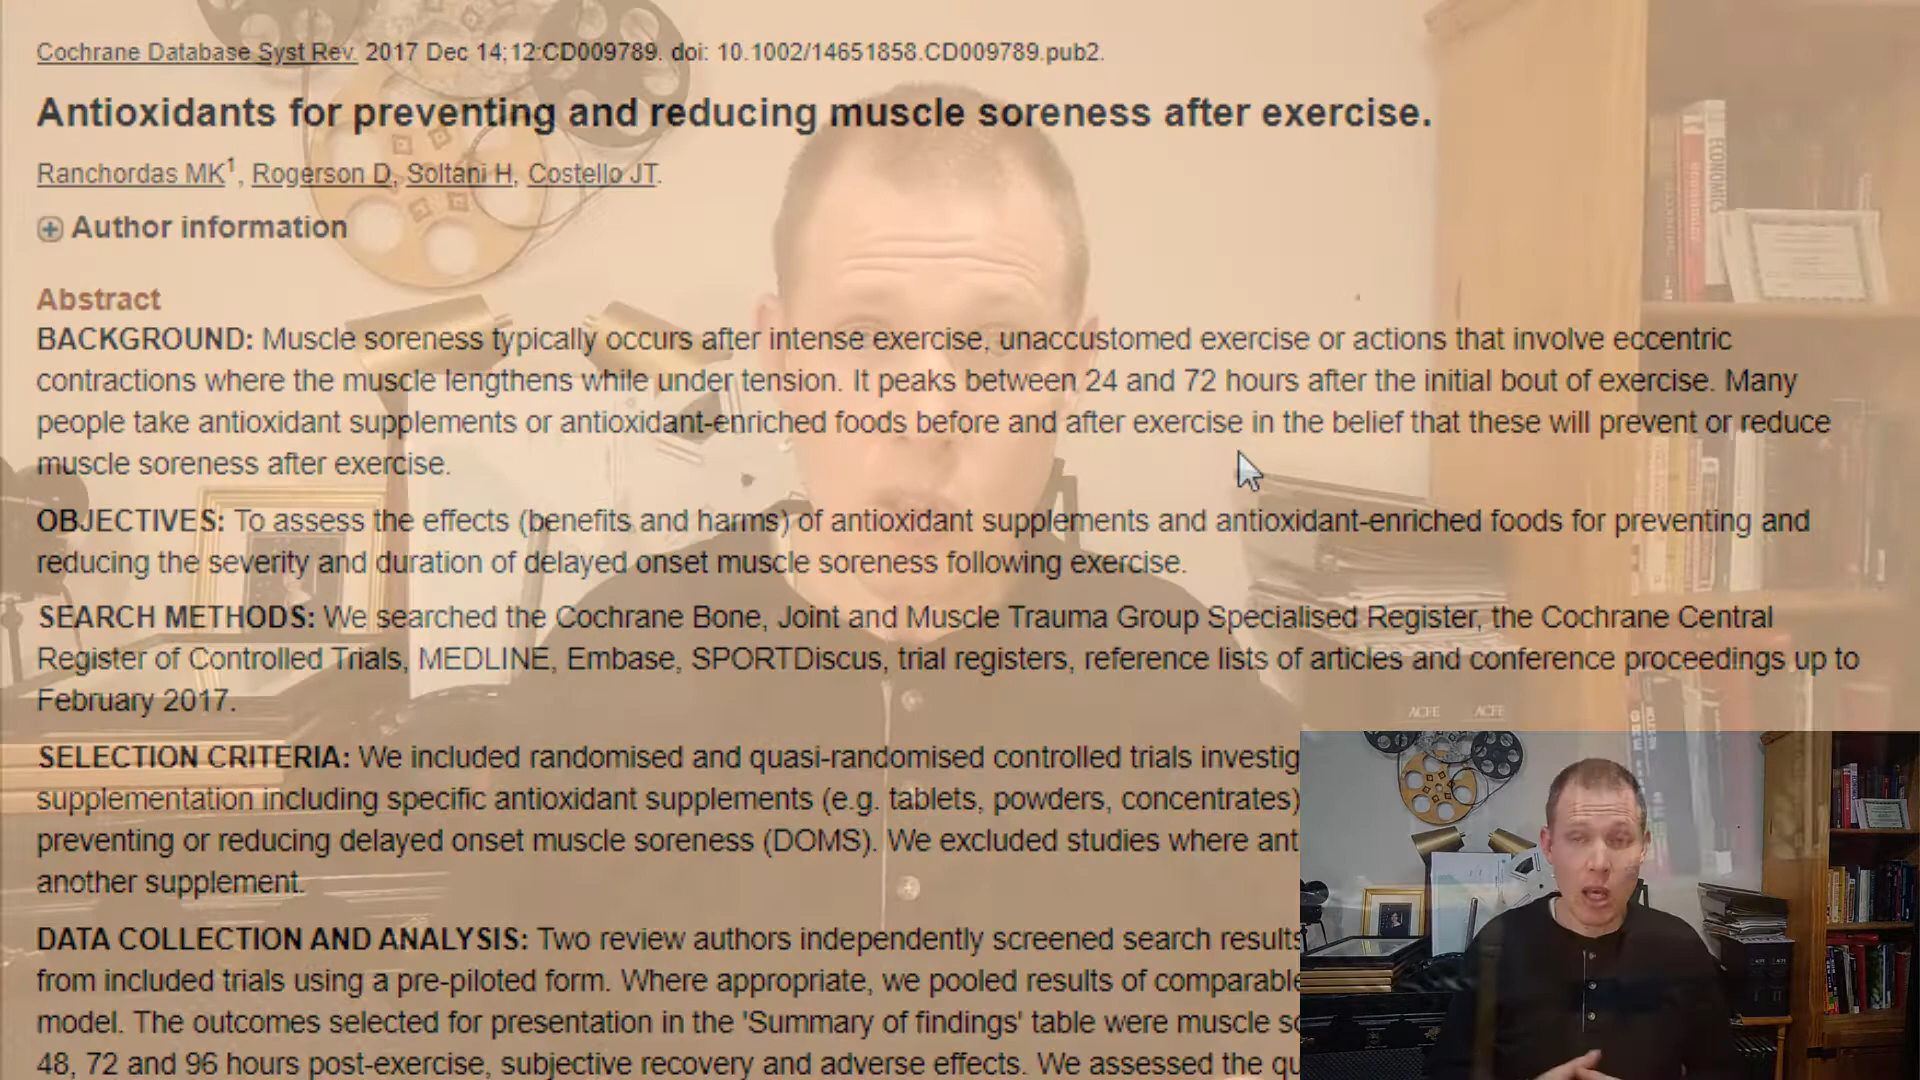 Cochrane Database Syst Rev. 2017 Dec 14;12:CD009789. doi: 10.1002/14651858.CD009789.pub2.
Antioxidants for preventing and reducing muscle soreness after exercise.
Ranchordas MK1, Rogerson D, Soltani H, Costello JT.
Author information
Abstract
BACKGROUND: Muscle soreness typically occurs after intense exercise, unaccustomed exercise or actions that involve eccentric
contractions where the muscle lengthens while under tension. It peaks between 24 and 72 hours after the initial bout of exercise. Many
people take antioxidant supplements or antioxidant-enriched foods before and after exercise in the belief that these will prevent or reduce
muscle soreness after exercise.
OBJECTIVES: To assess the effects (benefits and harms) of antioxidant supplements and antioxidant-enriched foods for preventing and
reducing the severity and duration of delayed onset muscle soreness following exercise.
SEARCH METHODS: We searched the Cochrane Bone, Joint and Muscle Trauma Group Specialised Register, the Cochrane Central
Register of Controlled Trials, MEDLINE, Embase, SPORTDiscus, trial registers, reference lists of articles and conference proceedings up to
February 2017.
SELECTION CRITERIA: We included randomised and quasi-randomised controlled trials investig
supplementation including specific antioxidant supplements (e.g. tablets, powders, concentrates)
preventing or reducing delayed onset muscle soreness (DOMS). We excluded studies where ant
another supplement.
DATA COLLECTION AND ANALYSIS: Two review authors independently screened search results
from included trials using a pre-piloted form. Where appropriate, we pooled results of comparable
model. The outcomes selected for presentation in the 'Summary of findings' table were muscle so
48, 72 and 96 hours post-exercise, subjective recovery and adverse effects. We assessed the qu
ECONOMICS
ACFE ACFE